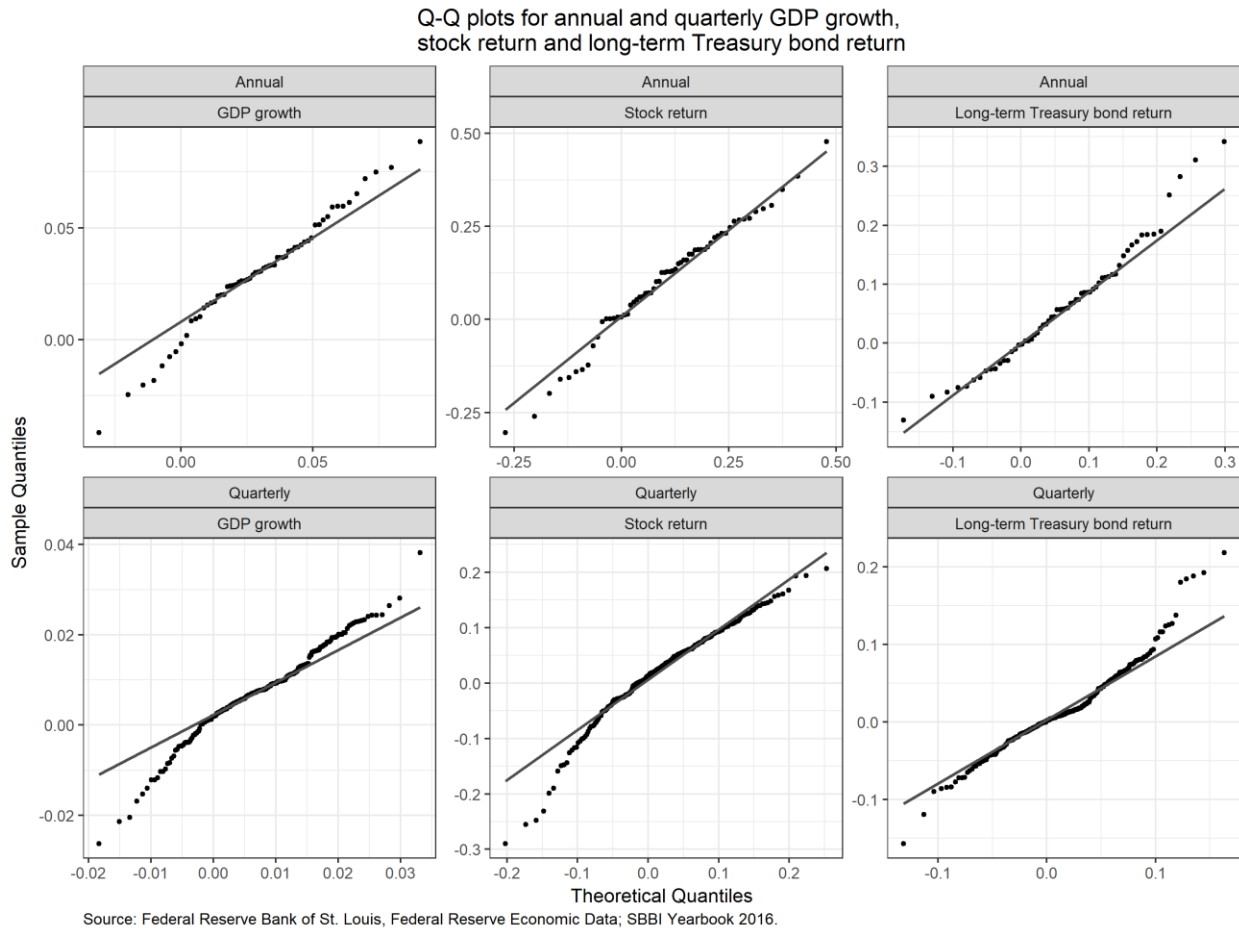 Q-Q plots for annual and quarterly GDP growth,
stock return and long-term Treasury bond return
Annual
GDP growth
0.05
0.00
0.00 0.05
Annual
Stock return
0.50
0.25
0.00
-0.25
-0.25 0.00 0.25 0.50
Annual
Long-term Treasury bond return
0.3
0.2
0.1
0.0
-0.1
-0.1 0.0 0.1 0.2 0.3
Sample Quantiles
Quarterly
GDP growth
0.04
0.02
0.00
-0.02
-0.02 -0.01 0.00 0.01 0.02 0.03
Quarterly
Stock return
0.2
0.1
0.0
-0.1
-0.2
-0.3
-0.2 -0.1 0.0 0.1 0.2
Quarterly
Long-term Treasury bond return
0.2
0.1
0.0
-0.1
-0.1 0.0 0.1
Theoretical Quantiles
Source: Federal Reserve Bank of St. Louis, Federal Reserve Economic Data; SBBI Yearbook 2016.